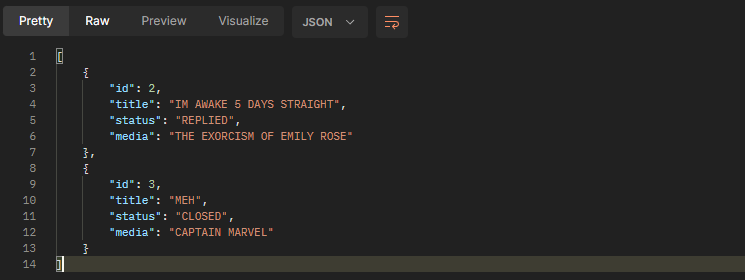 Pretty Raw Preview Visualize JSON
1 [
2 {
3 "id": 2,
4 "title": "IM AWAKE 5 DAYS STRAIGHT",
5 "status": "REPLIED",
6 "media": "THE EXORCISM OF EMILY ROSE"
7 },
8 {
9 "id": 3,
10 "title": "MEH",
11 "status": "CLOSED",
12 "media": "CAPTAIN MARVEL"
13 }
14 ]